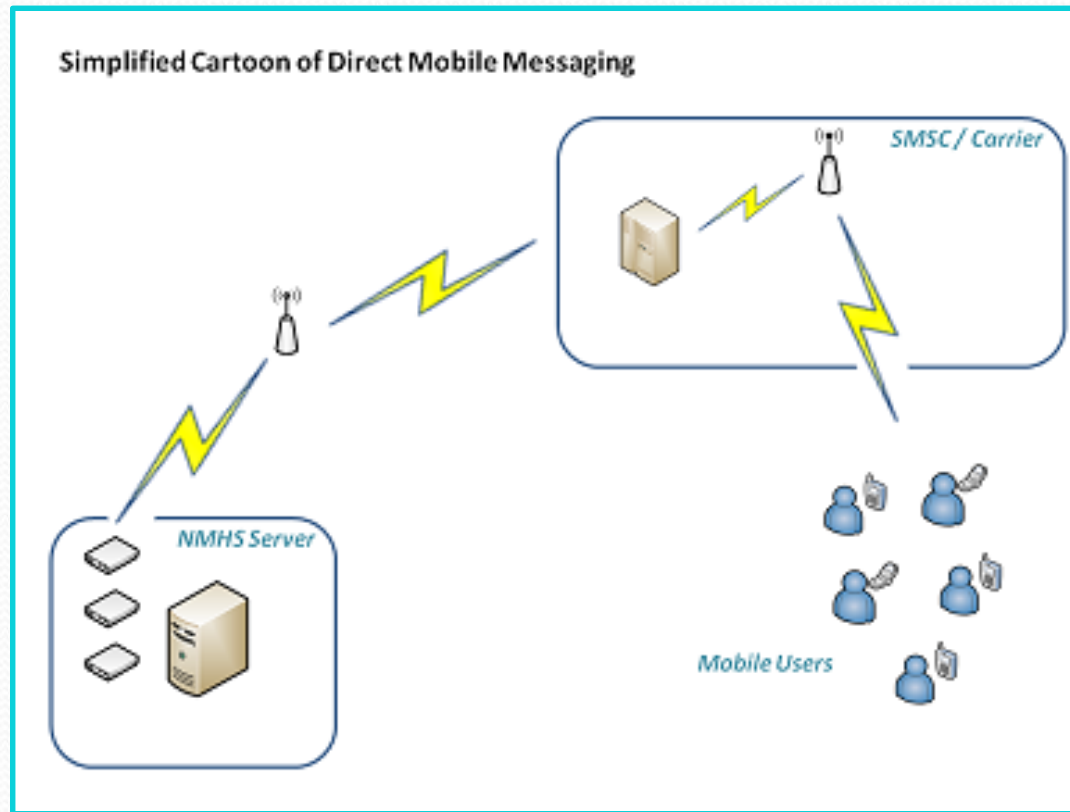 Simplified Cartoon of Direct Mobile Messaging
SMSC / Carrier
NMHS Server
Mobile Users